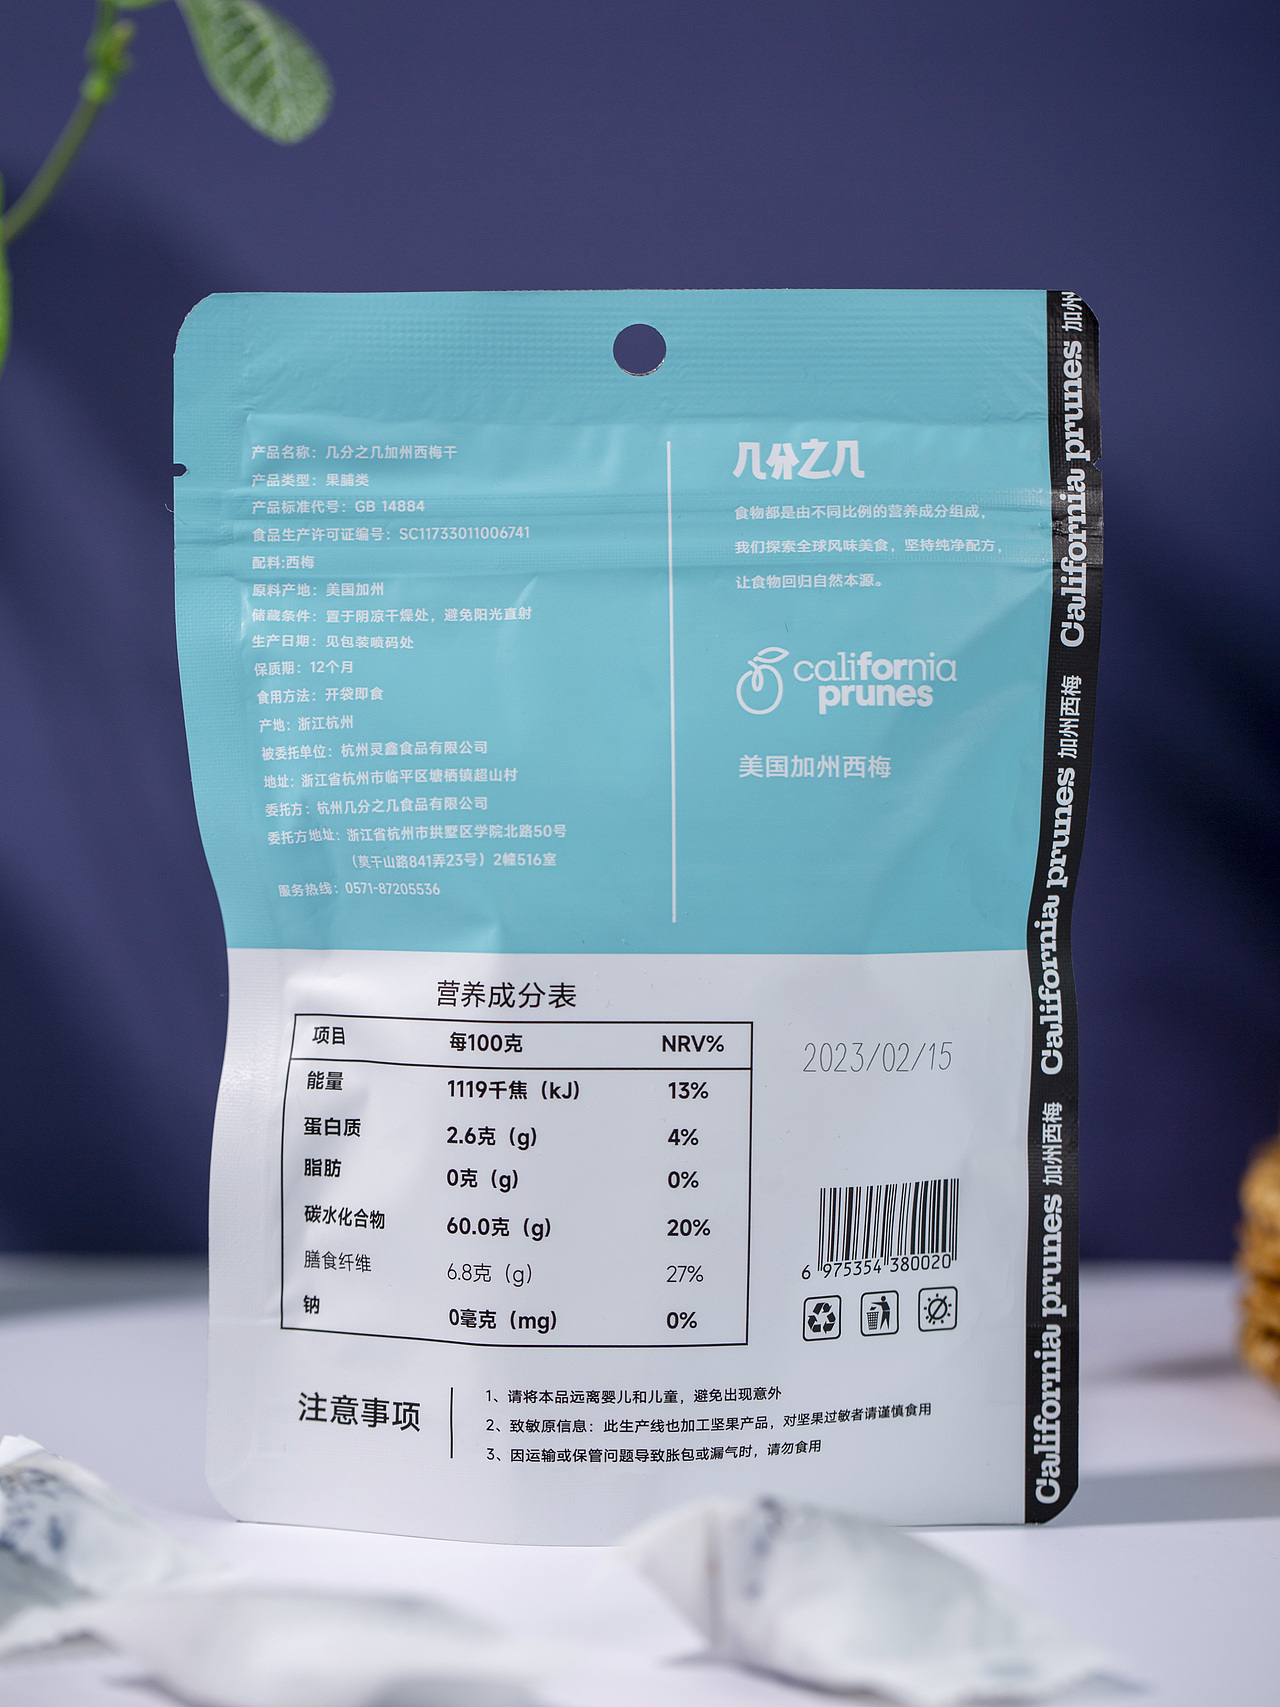 产品名称：几分之几加州西梅干
产品类型：果脯类
产品标准代号：GB 14884
食品生产许可证编号：SC11733011006741
配料:西梅
原料产地：美国加州
储藏条件：置于阴凉干燥处，避免阳光直射
生产日期：见包装喷码处
保质期：12个月
食用方法：开袋即食
产地：浙江杭州
被委托单位：杭州灵鑫食品有限公司
地址：浙江省杭州市临平区塘栖镇超山村
委托方：杭州几分之几食品有限公司
委托方地址：浙江省杭州市拱墅区学院北路50号
（莫干山路841弄23号）2幢516室
服务热线：0571-87205536
几分之几
食物都是由不同比例的营养成分组成，
我们探索全球风味美食，坚持纯净配方，
让食物回归自然本源。
california
prunes
美国加州西梅
营养成分表
项目 每100克 NRV%
能量 1119千焦（kJ） 13%
蛋白质 2.6克（g） 4%
脂肪 0克（g） 0%
碳水化合物 60.0克（g） 20%
膳食纤维 6.8克（g） 27%
钠 0毫克（mg） 0%
2023/02/15
6 975354 380020
注意事项
1、请将本品远离婴儿和儿童，避免出现意外
2、致敏原信息：此生产线也加工坚果产品，对坚果过敏者请谨慎食用
3、因运输或保管问题导致胀包或漏气时，请勿食用
California prunes 加州西梅 California prunes 加州西梅 California prunes 加州